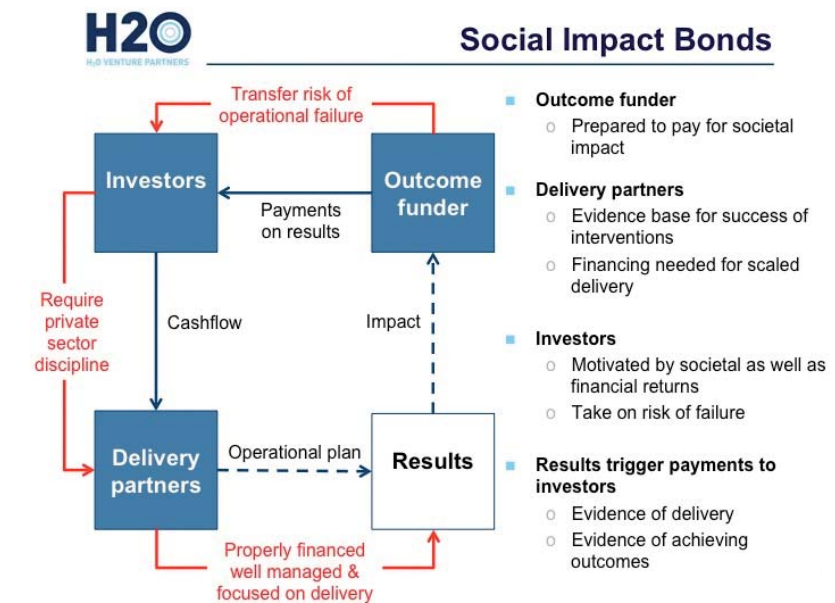 H2O
H₂O VENTURE PARTNERS
Social Impact Bonds
Transfer risk of
operational failure
Investors
Outcome
funder
Payments
on results
Require
private
sector
discipline
Cashflow
Impact
Delivery
partners
Operational plan
Results
Properly financed
well managed &
focused on delivery
Outcome funder
Prepared to pay for societal
impact
Delivery partners
Evidence base for success of
interventions
Financing needed for scaled
delivery
Investors
Motivated by societal as well as
financial returns
Take on risk of failure
Results trigger payments to
investors
Evidence of delivery
Evidence of achieving
outcomes